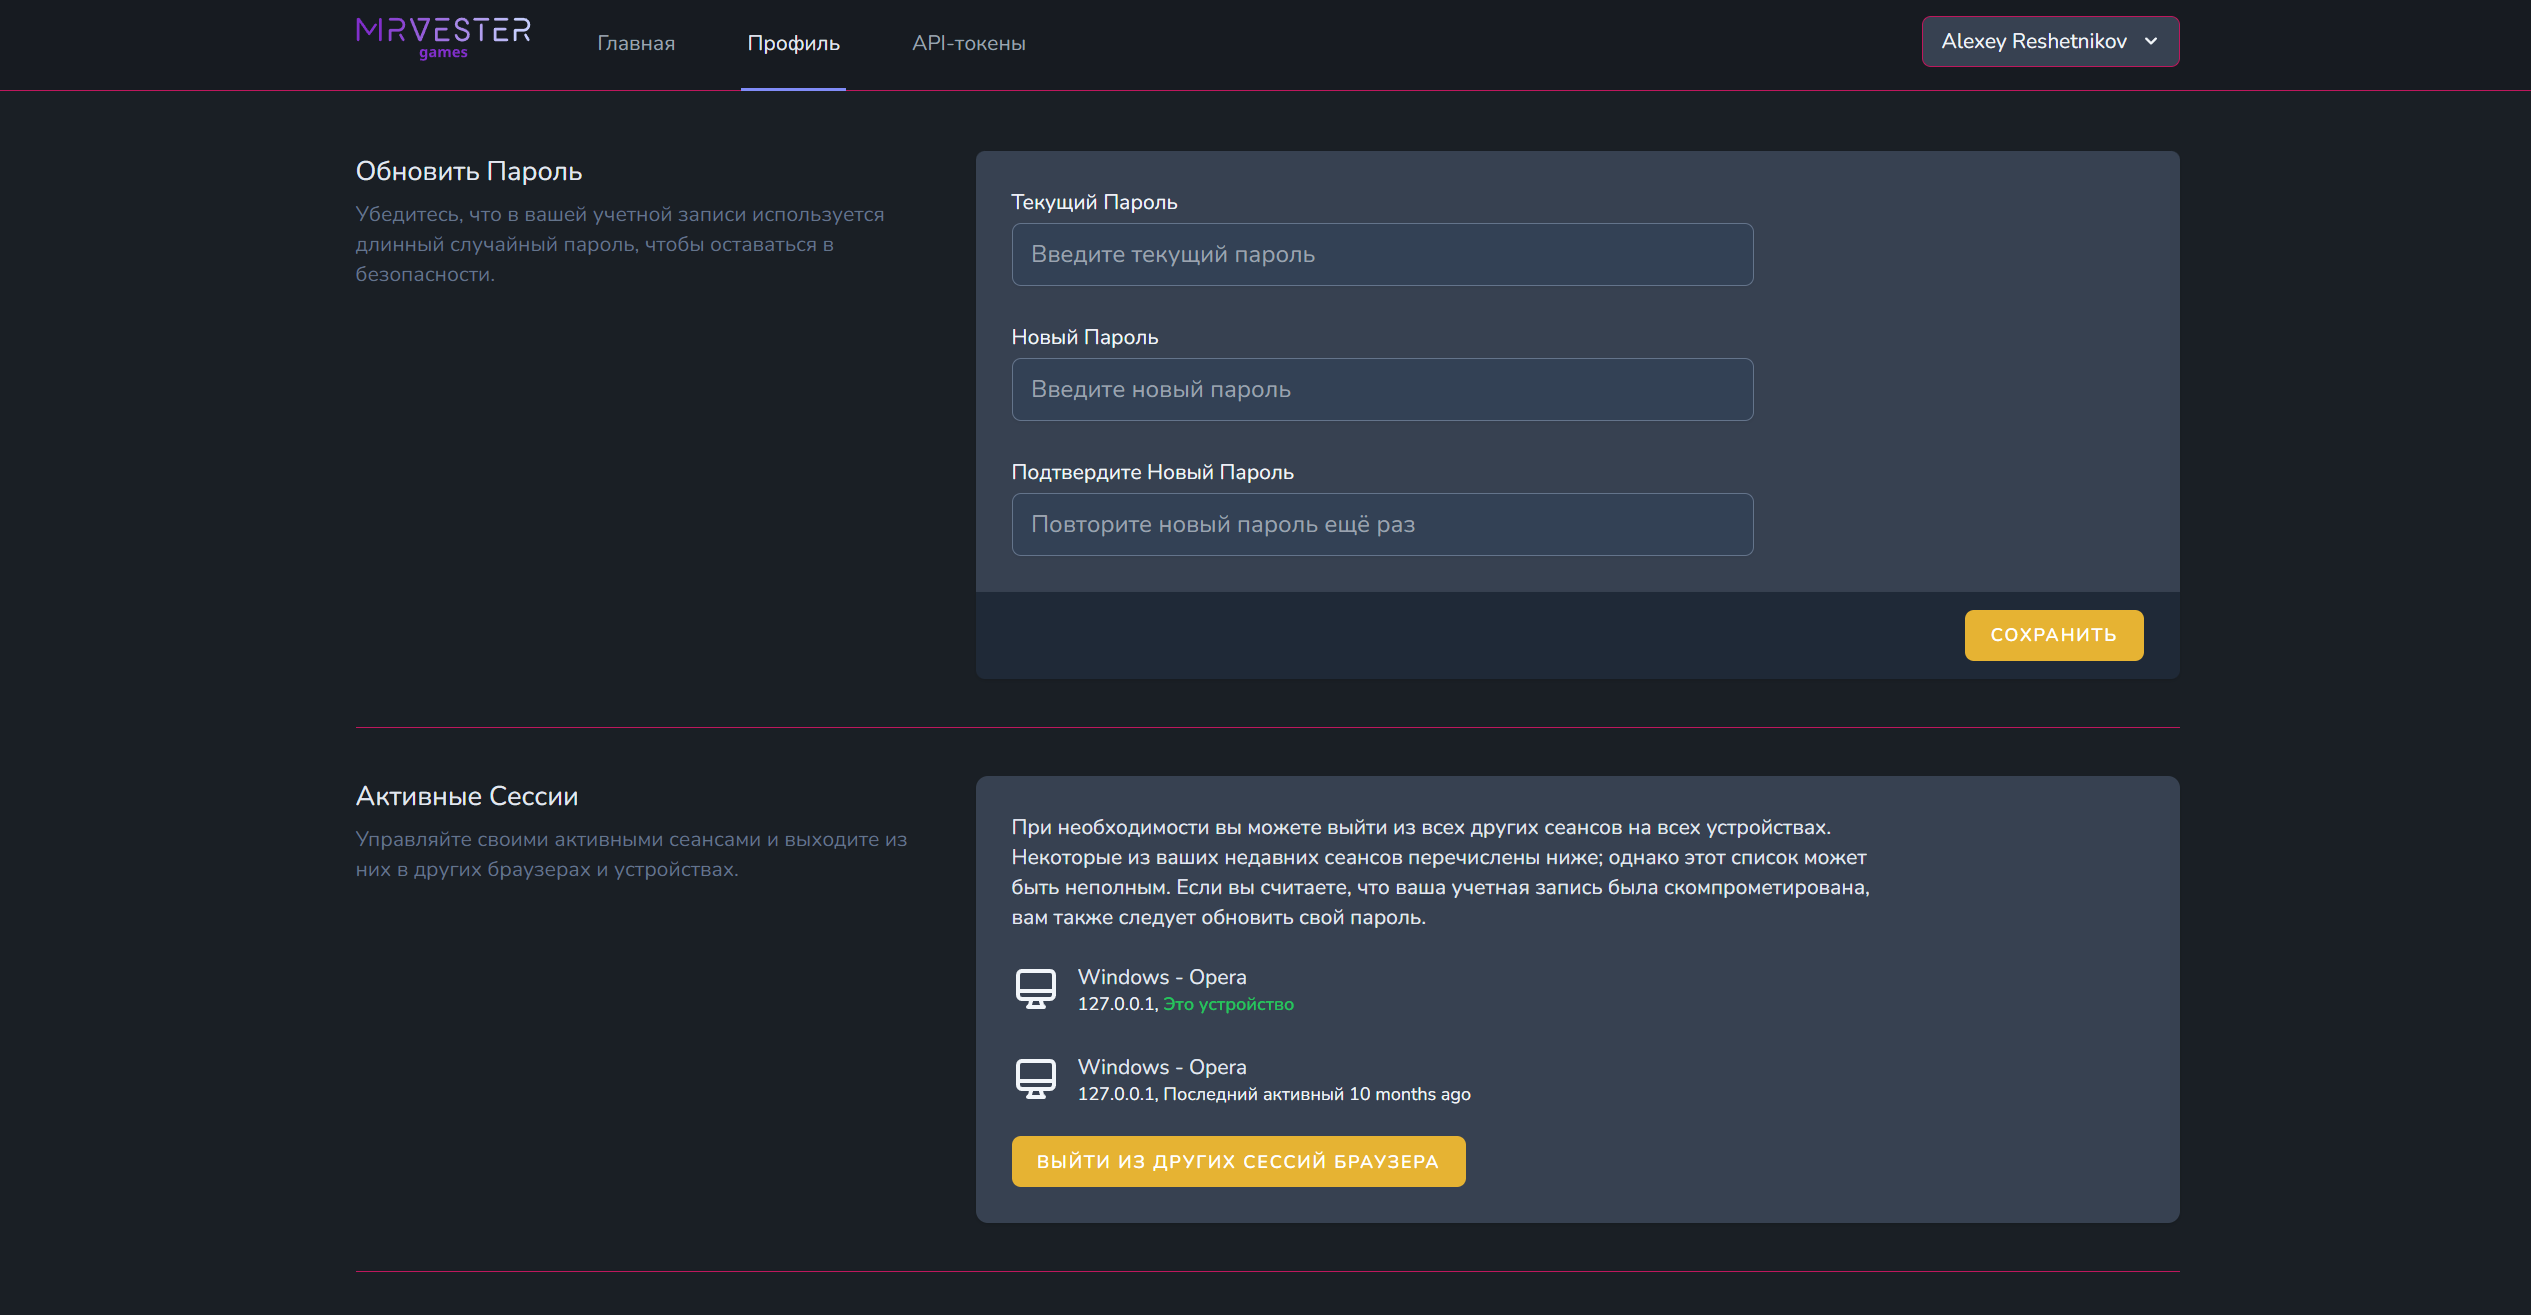 MRVESTER
games
Главная
Профиль
API-токены
Alexey Reshetnikov
Обновить Пароль
Убедитесь, что в вашей учетной записи используется
длинный случайный пароль, чтобы оставаться в
безопасности.
Текущий Пароль
Введите текущий пароль
Новый Пароль
Введите новый пароль
Подтвердите Новый Пароль
Повторите новый пароль ещё раз
СОХРАНИТЬ
Активные Сессии
Управляйте своими активными сеансами и выходите из
них в других браузерах и устройствах.
При необходимости вы можете выйти из всех других сеансов на всех устройствах.
Некоторые из ваших недавних сеансов перечислены ниже; однако этот список может
быть неполным. Если вы считаете, что ваша учетная запись была скомпрометирована,
вам также следует обновить свой пароль.
Windows - Opera
127.0.0.1, Это устройство
Windows - Opera
127.0.0.1, Последний активный 10 months ago
ВЫЙТИ ИЗ ДРУГИХ СЕССИЙ БРАУЗЕРА